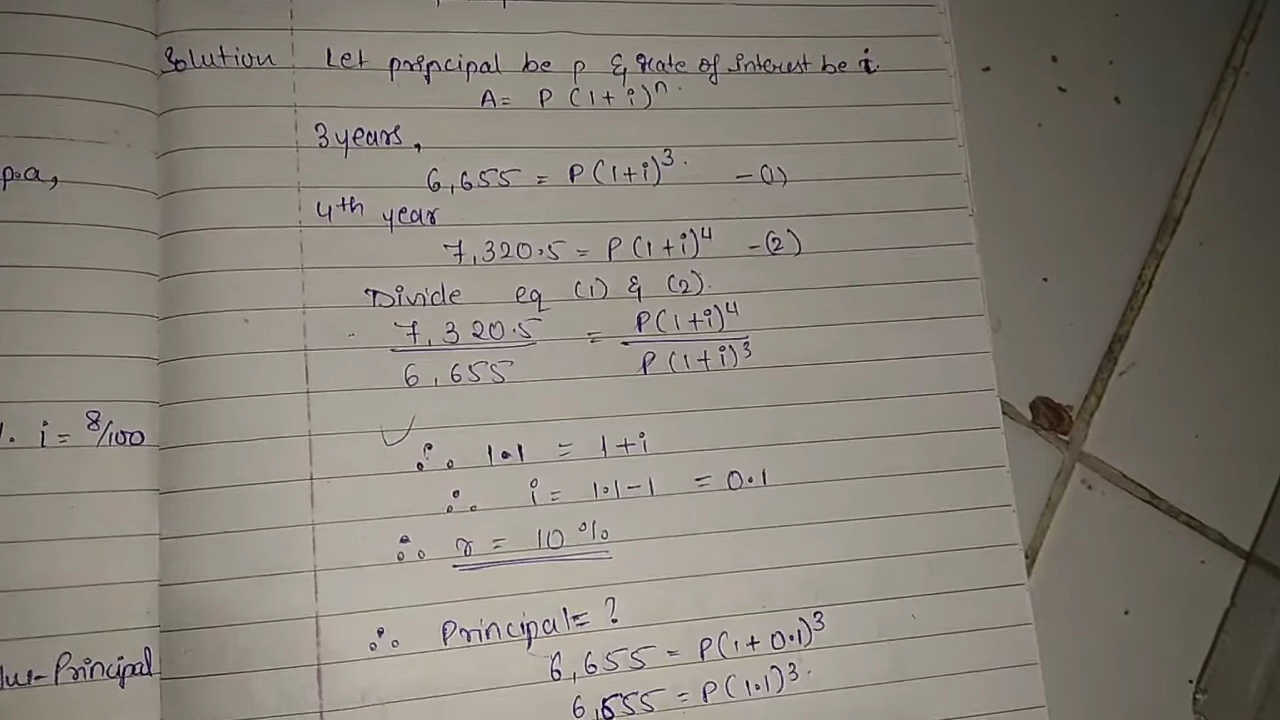 Solution Let principal be p & rate of interest be i.
A = P(1+i)^n.
3 years,
p.a,
6,655 = P(1+i)^3. -(1)
4th year
7,320.5 = P(1+i)^4 -(2)
Divide eq (1) & (2).
7,320.5 / 6,655 = P(1+i)^4 / P(1+i)^3
i = 8/100
∴ 1.1 = 1+i
∴ i = 1.1-1 = 0.1
∴ r = 10%
∴ Principal = ?
- Principal
6,655 = P(1+0.1)^3
6,655 = P(1.1)^3.